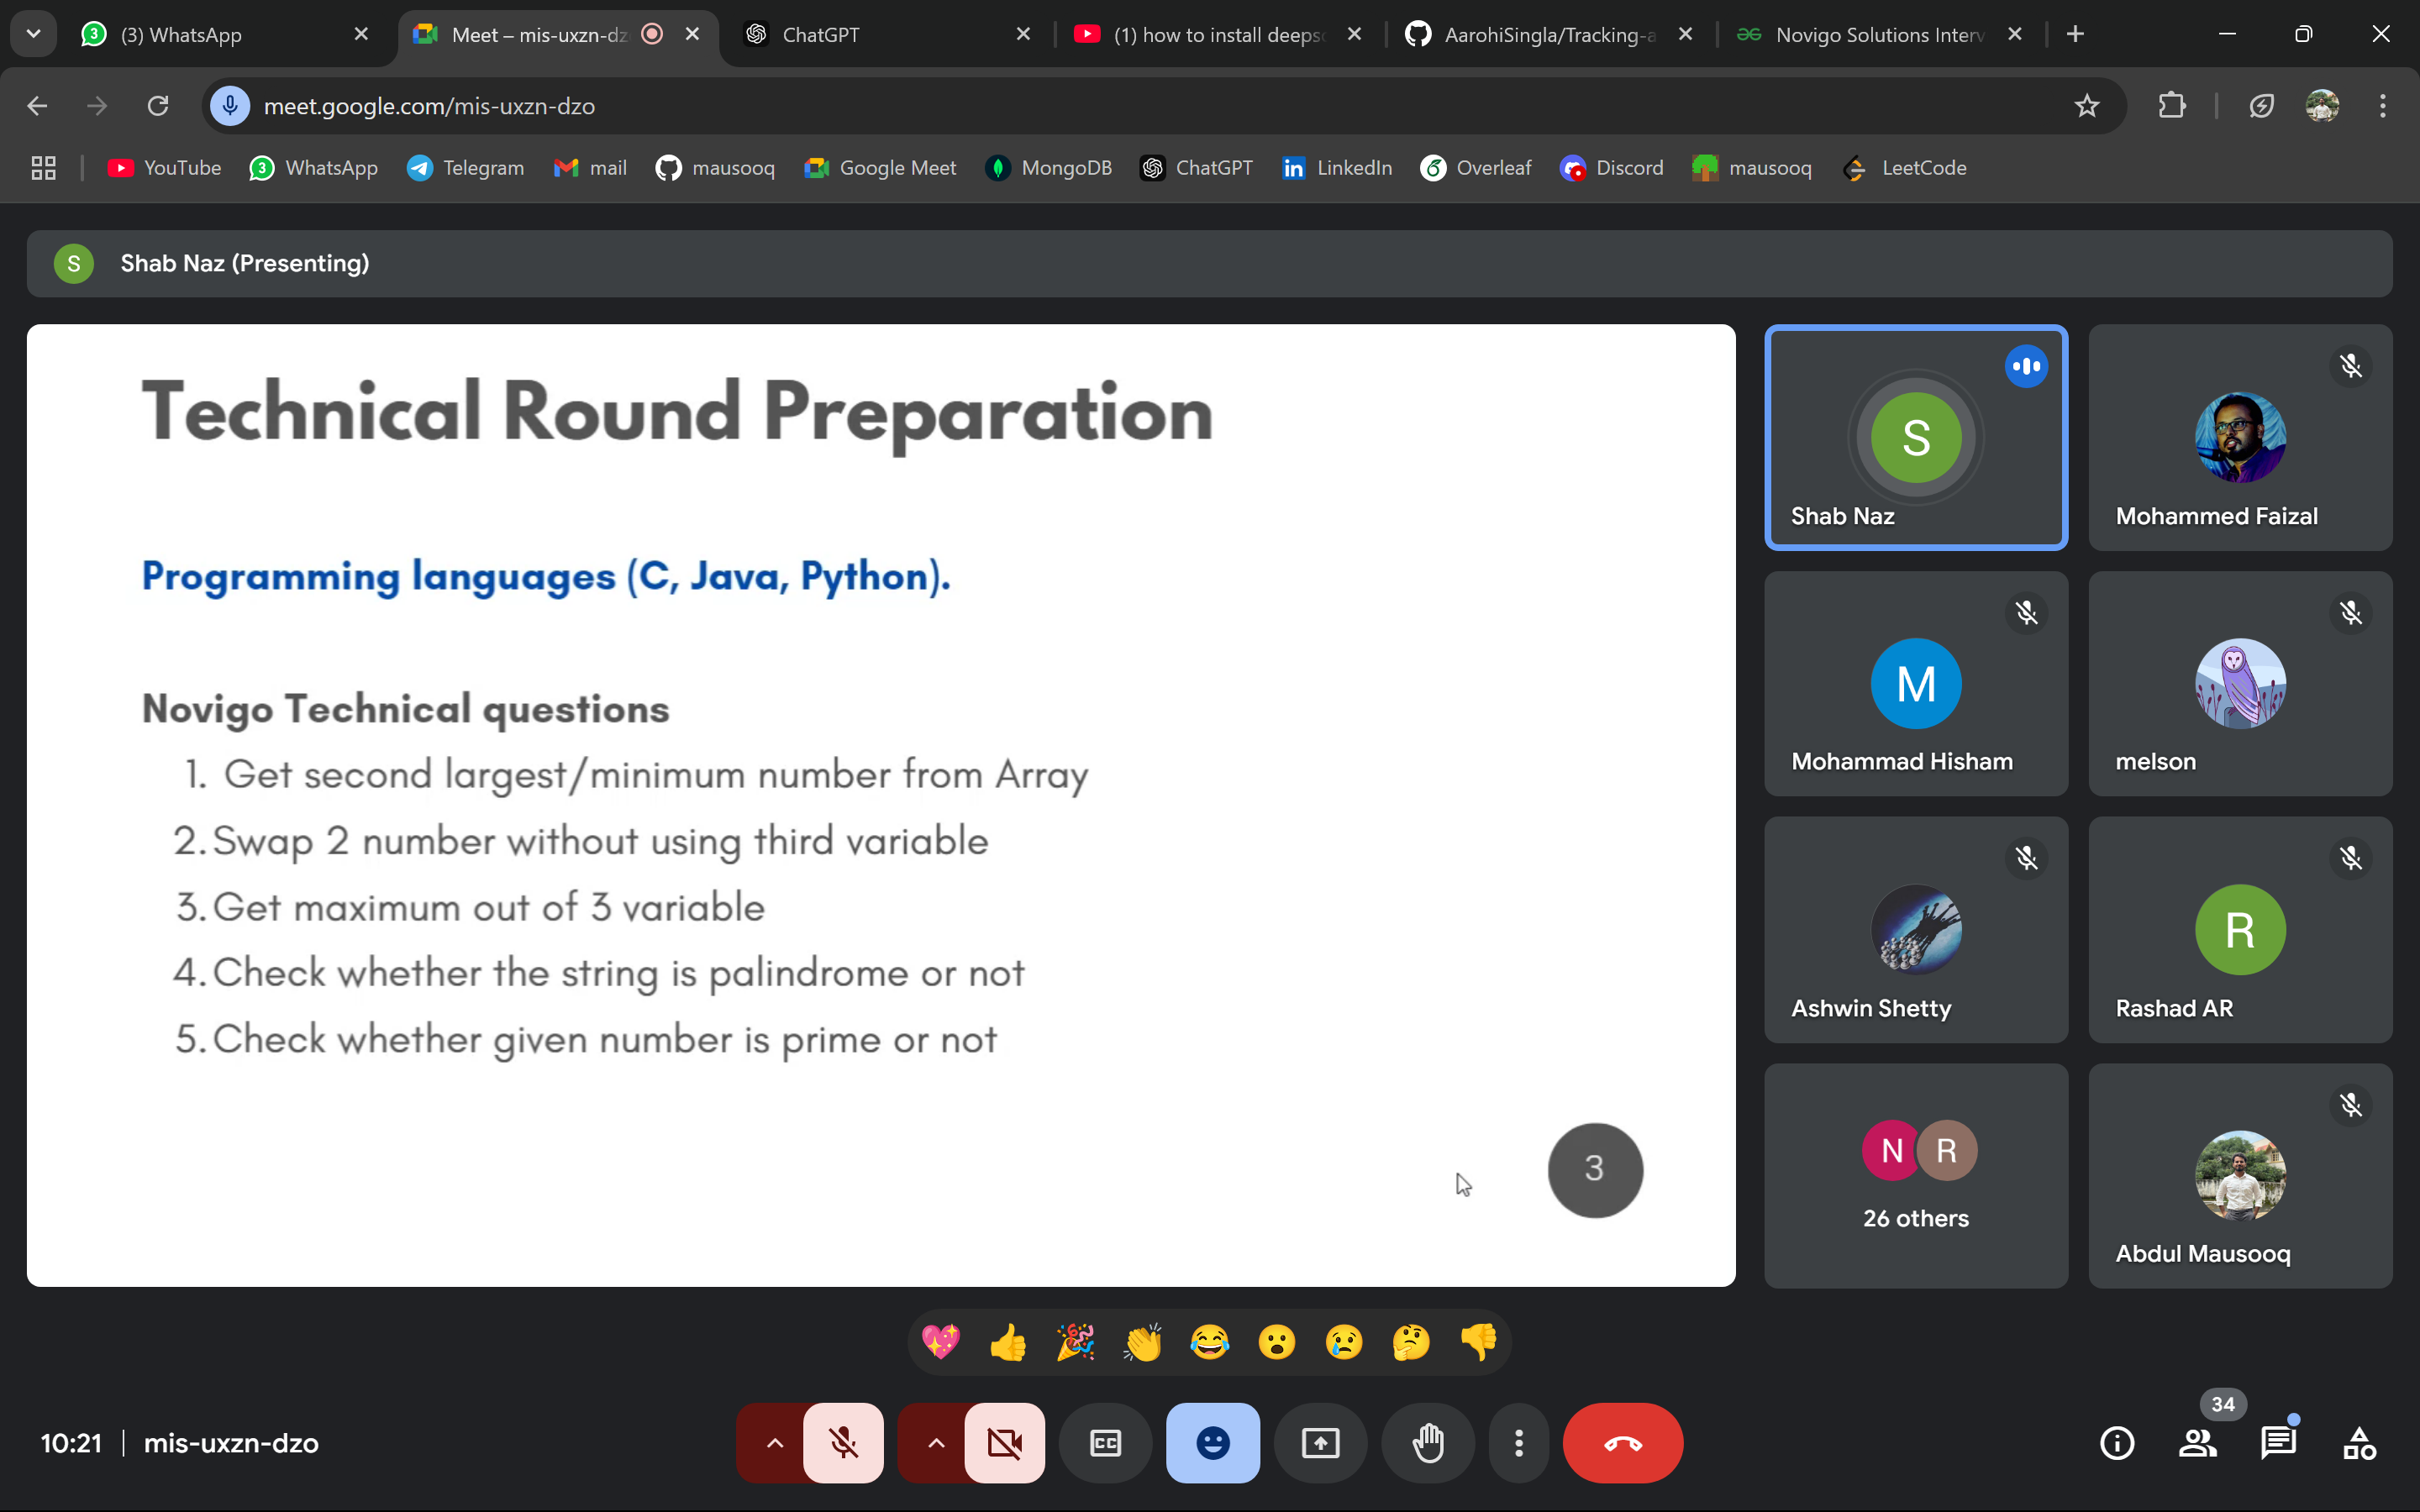 (3) WhatsApp
Meet – mis-uxzn-dz
ChatGPT
(1) how to install deeps
AarohiSingla/Tracking-a
Novigo Solutions Interv
meet.google.com/mis-uxzn-dzo
YouTube
3
WhatsApp
Telegram
mail
mausooq
Google Meet
MongoDB
ChatGPT
LinkedIn
Overleaf
Discord
mausooq
LeetCode
S
Shab Naz (Presenting)
Technical Round Preparation
Programming languages (C, Java, Python).
Novigo Technical questions
1. Get second largest/minimum number from Array
2. Swap 2 number without using third variable
3. Get maximum out of 3 variable
4. Check whether the string is palindrome or not
5. Check whether given number is prime or not
3
S
Shab Naz
Mohammed Faizal
M
Mohammad Hisham
melson
Ashwin Shetty
R
Rashad AR
N R
26 others
Abdul Mausooq
10:21 | mis-uxzn-dzo
CC
34